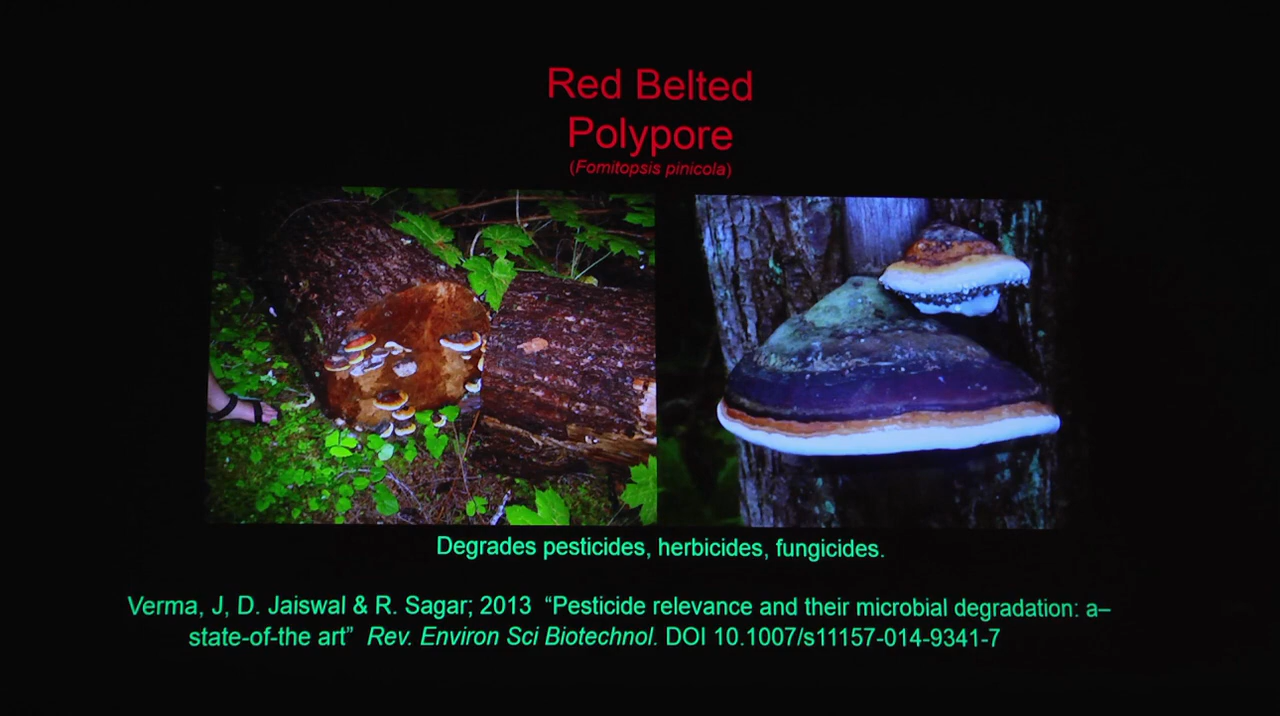 Red Belted
Polypore
(Fomitopsis pinicola)
Degrades pesticides, herbicides, fungicides.
Verma, J, D. Jaiswal & R. Sagar; 2013 “Pesticide relevance and their microbial degradation: a–
state-of-the art” Rev. Environ Sci Biotechnol. DOI 10.1007/s11157-014-9341-7